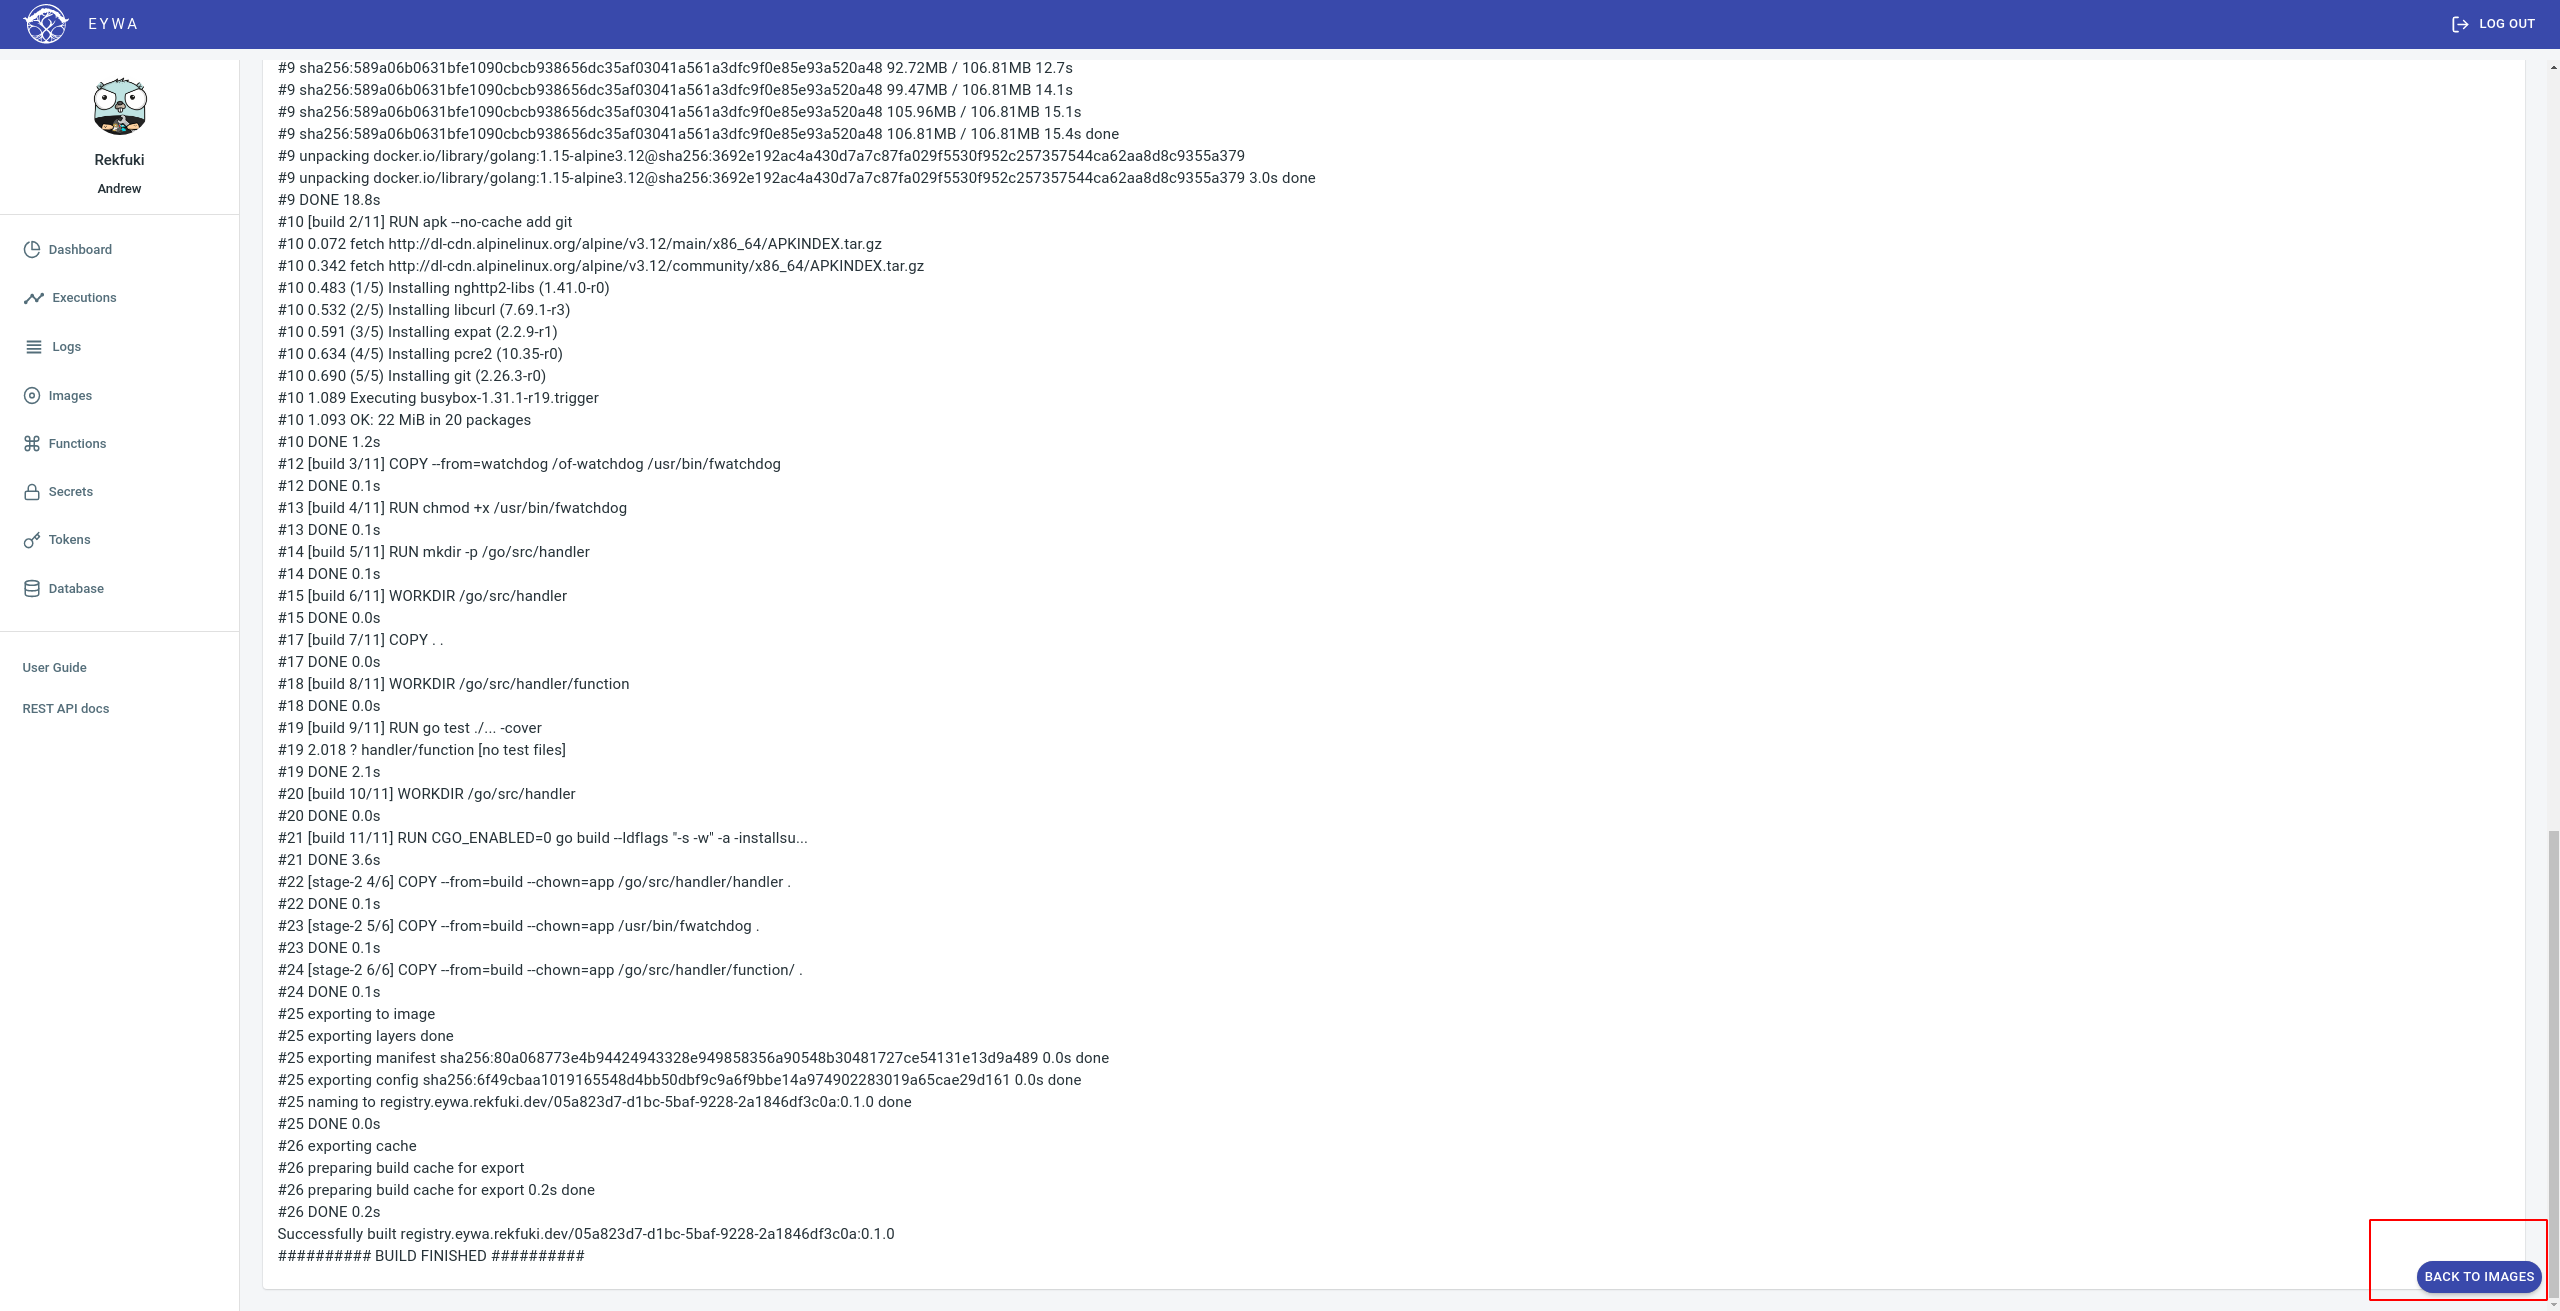 EYWA
LOG OUT
Rekfuki
Andrew
Dashboard
Executions
Logs
Images
Functions
Secrets
Tokens
Database
User Guide
REST API docs
#9 sha256:589a06b0631bfe1090cbcb938656dc35af03041a561a3dfc9f0e85e93a520a48 92.72MB / 106.81MB 12.7s
#9 sha256:589a06b0631bfe1090cbcb938656dc35af03041a561a3dfc9f0e85e93a520a48 99.47MB / 106.81MB 14.1s
#9 sha256:589a06b0631bfe1090cbcb938656dc35af03041a561a3dfc9f0e85e93a520a48 105.96MB / 106.81MB 15.1s
#9 sha256:589a06b0631bfe1090cbcb938656dc35af03041a561a3dfc9f0e85e93a520a48 106.81MB / 106.81MB 15.4s done
#9 unpacking docker.io/library/golang:1.15-alpine3.12@sha256:3692e192ac4a430d7a7c87fa029f5530f952c257357544ca62aa8d8c9355a379
#9 unpacking docker.io/library/golang:1.15-alpine3.12@sha256:3692e192ac4a430d7a7c87fa029f5530f952c257357544ca62aa8d8c9355a379 3.0s done
#9 DONE 18.8s
#10 [build 2/11] RUN apk --no-cache add git
#10 0.072 fetch http://dl-cdn.alpinelinux.org/alpine/v3.12/main/x86_64/APKINDEX.tar.gz
#10 0.342 fetch http://dl-cdn.alpinelinux.org/alpine/v3.12/community/x86_64/APKINDEX.tar.gz
#10 0.483 (1/5) Installing nghttp2-libs (1.41.0-r0)
#10 0.532 (2/5) Installing libcurl (7.69.1-r3)
#10 0.591 (3/5) Installing expat (2.2.9-r1)
#10 0.634 (4/5) Installing pcre2 (10.35-r0)
#10 0.690 (5/5) Installing git (2.26.3-r0)
#10 1.089 Executing busybox-1.31.1-r19.trigger
#10 1.093 OK: 22 MiB in 20 packages
#10 DONE 1.2s
#12 [build 3/11] COPY --from=watchdog /of-watchdog /usr/bin/fwatchdog
#12 DONE 0.1s
#13 [build 4/11] RUN chmod +x /usr/bin/fwatchdog
#13 DONE 0.1s
#14 [build 5/11] RUN mkdir -p /go/src/handler
#14 DONE 0.1s
#15 [build 6/11] WORKDIR /go/src/handler
#15 DONE 0.0s
#17 [build 7/11] COPY . .
#17 DONE 0.0s
#18 [build 8/11] WORKDIR /go/src/handler/function
#18 DONE 0.0s
#19 [build 9/11] RUN go test ./... -cover
#19 2.018 ? handler/function [no test files]
#19 DONE 2.1s
#20 [build 10/11] WORKDIR /go/src/handler
#20 DONE 0.0s
#21 [build 11/11] RUN CGO_ENABLED=0 go build --ldflags "-s -w" -a -installsu...
#21 DONE 3.6s
#22 [stage-2 4/6] COPY --from=build --chown=app /go/src/handler/handler .
#22 DONE 0.1s
#23 [stage-2 5/6] COPY --from=build --chown=app /usr/bin/fwatchdog .
#23 DONE 0.1s
#24 [stage-2 6/6] COPY --from=build --chown=app /go/src/handler/function/ .
#24 DONE 0.1s
#25 exporting to image
#25 exporting layers done
#25 exporting manifest sha256:80a068773e4b94424943328e949858356a90548b30481727ce54131e13d9a489 0.0s done
#25 exporting config sha256:6f49cbaa1019165548d4bb50dbf9c9a6f9bbe14a974902283019a65cae29d161 0.0s done
#25 naming to registry.eywa.rekfuki.dev/05a823d7-d1bc-5baf-9228-2a1846df3c0a:0.1.0 done
#25 DONE 0.0s
#26 exporting cache
#26 preparing build cache for export
#26 preparing build cache for export 0.2s done
#26 DONE 0.2s
Successfully built registry.eywa.rekfuki.dev/05a823d7-d1bc-5baf-9228-2a1846df3c0a:0.1.0
########## BUILD FINISHED ##########
BACK TO IMAGES